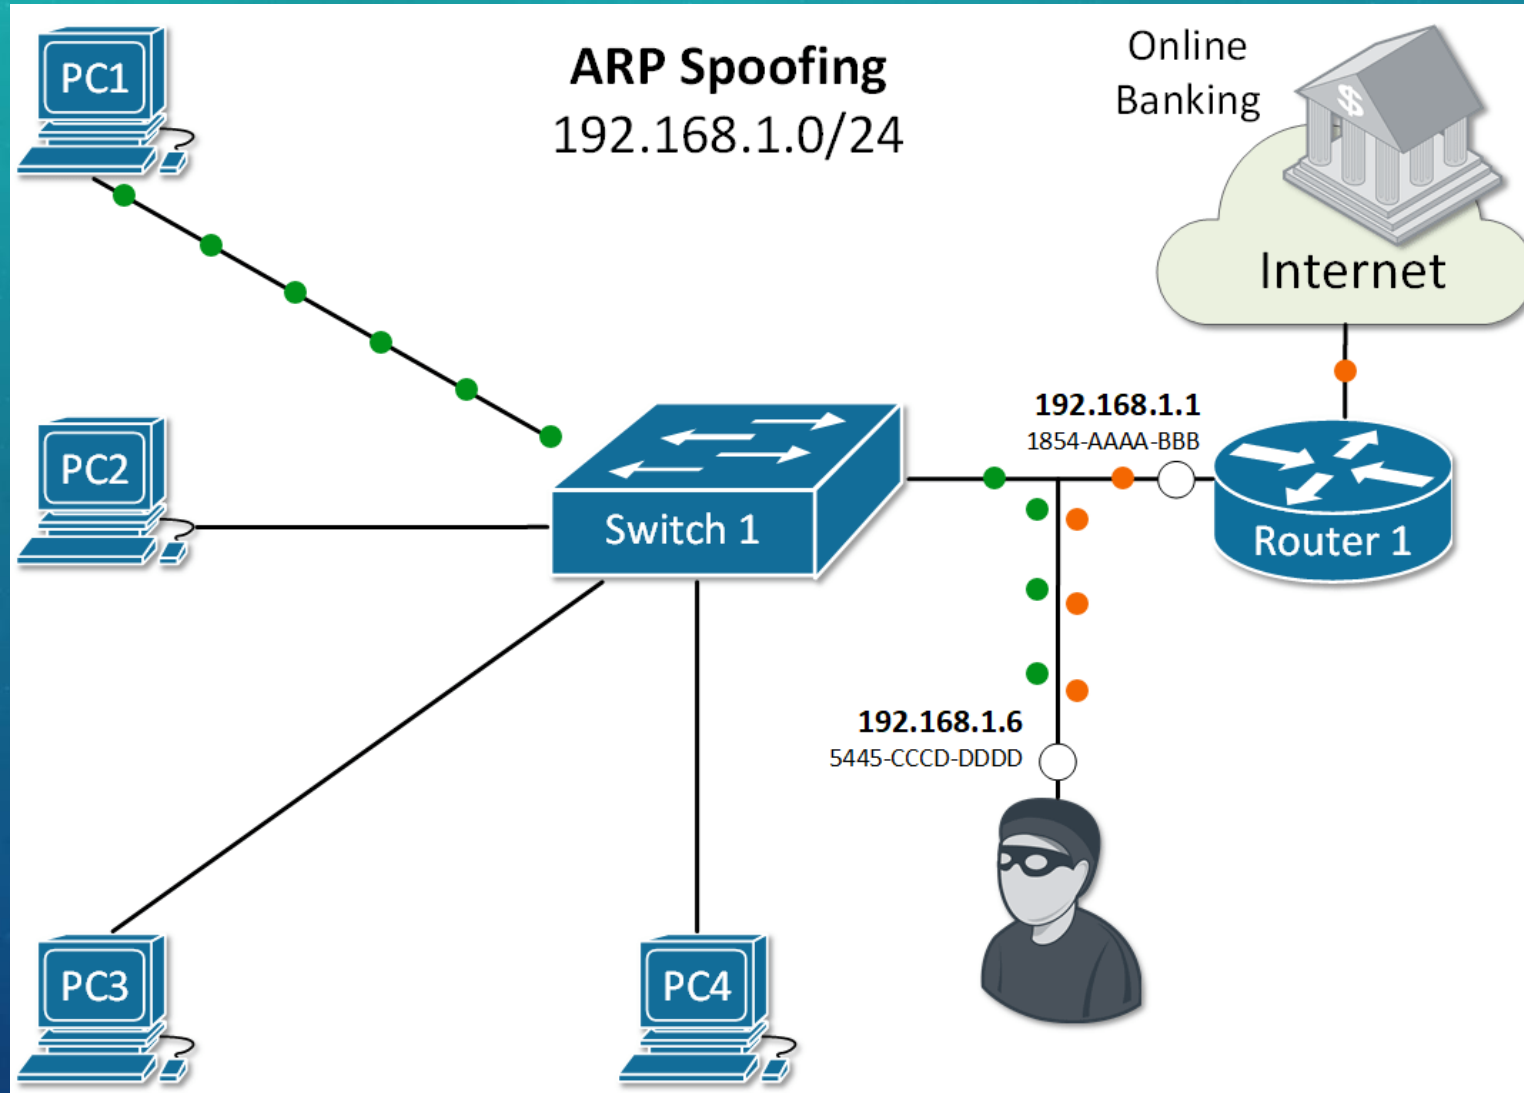 PC1
ARP Spoofing
192.168.1.0/24
Online
Banking
$
Internet
192.168.1.1
1854-AAAA-BBB
PC2
Switch 1
Router 1
192.168.1.6
5445-CCCD-DDDD
PC3
PC4